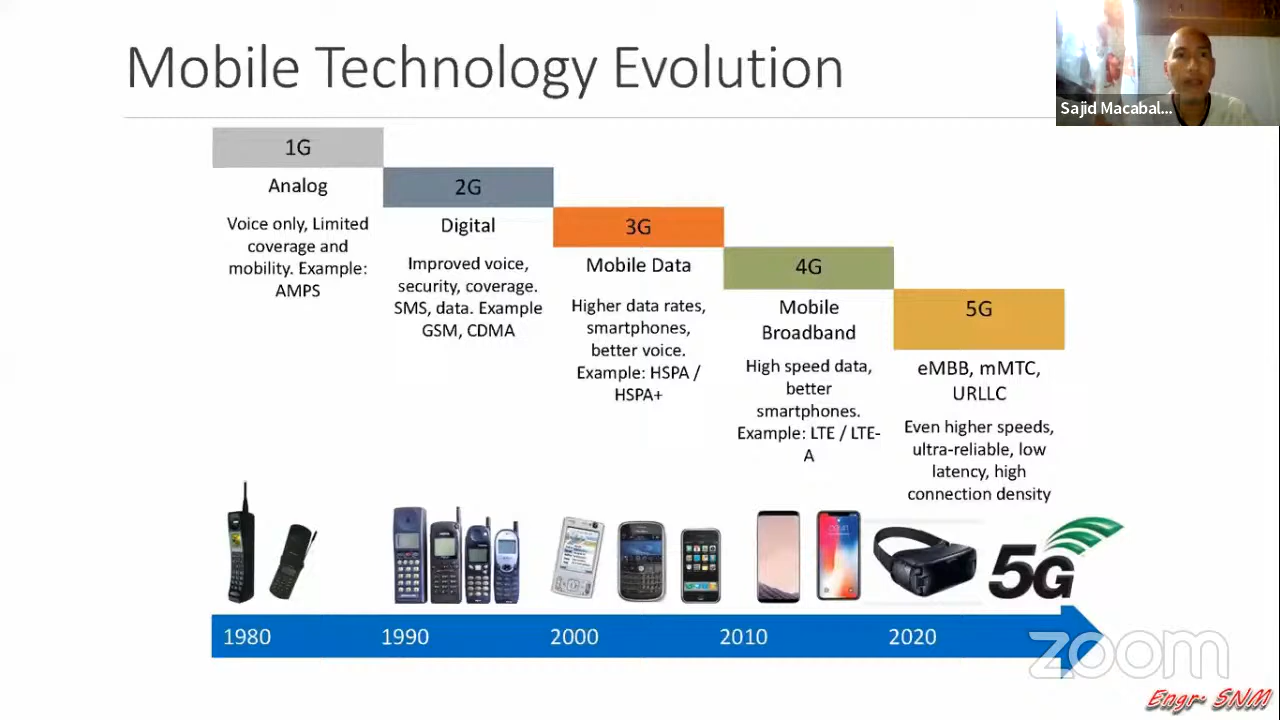 Mobile Technology Evolution
Sajid Macabal...
1G
Analog
Voice only, Limited
coverage and
mobility. Example:
AMPS
2G
Digital
Improved voice,
security, coverage.
SMS, data. Example
GSM, CDMA
3G
Mobile Data
Higher data rates,
smartphones,
better voice.
Example: HSPA /
HSPA+
4G
Mobile
Broadband
High speed data,
better
smartphones.
Example: LTE / LTE-
A
5G
eMBB, mMTC,
URLLC
Even higher speeds,
ultra-reliable, low
latency, high
connection density
5G
1980 1990 2000 2010 2020
zoom
Engr. SNM